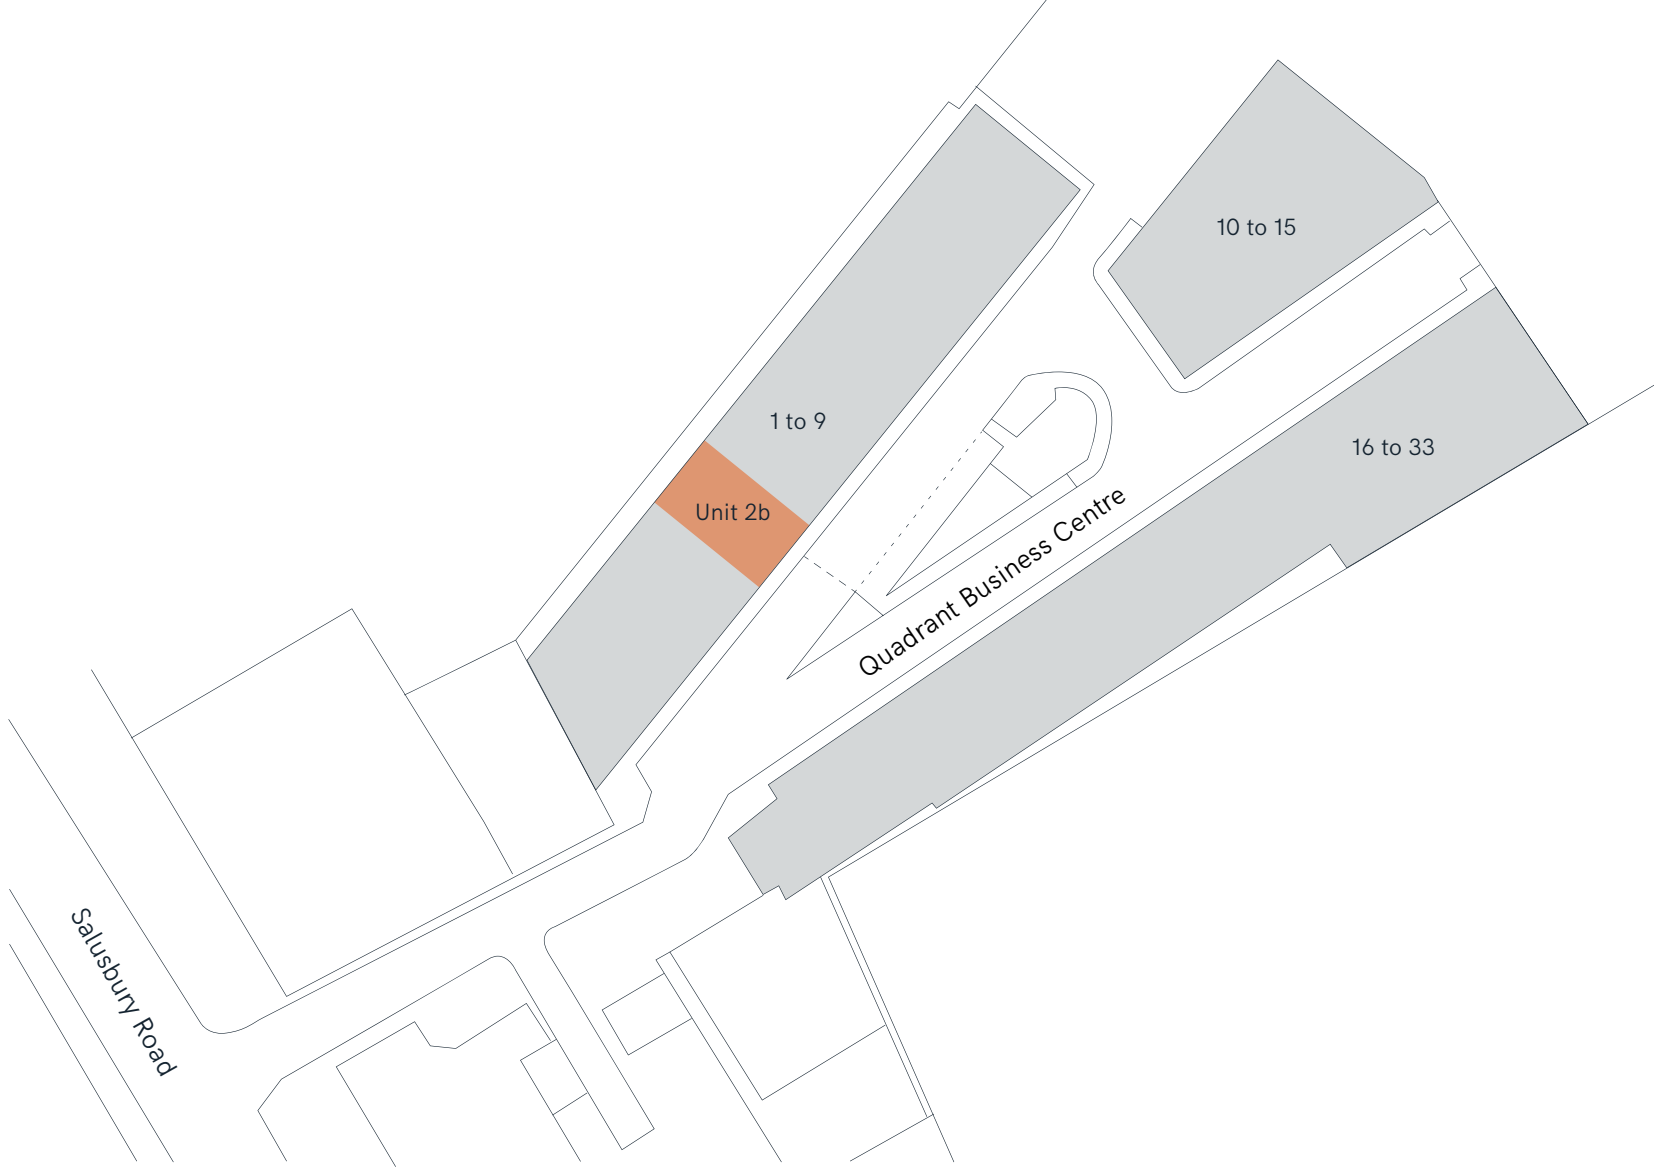 10 to 15
1 to 9
16 to 33
Unit 2b
Quadrant Business Centre
Salusbury Road